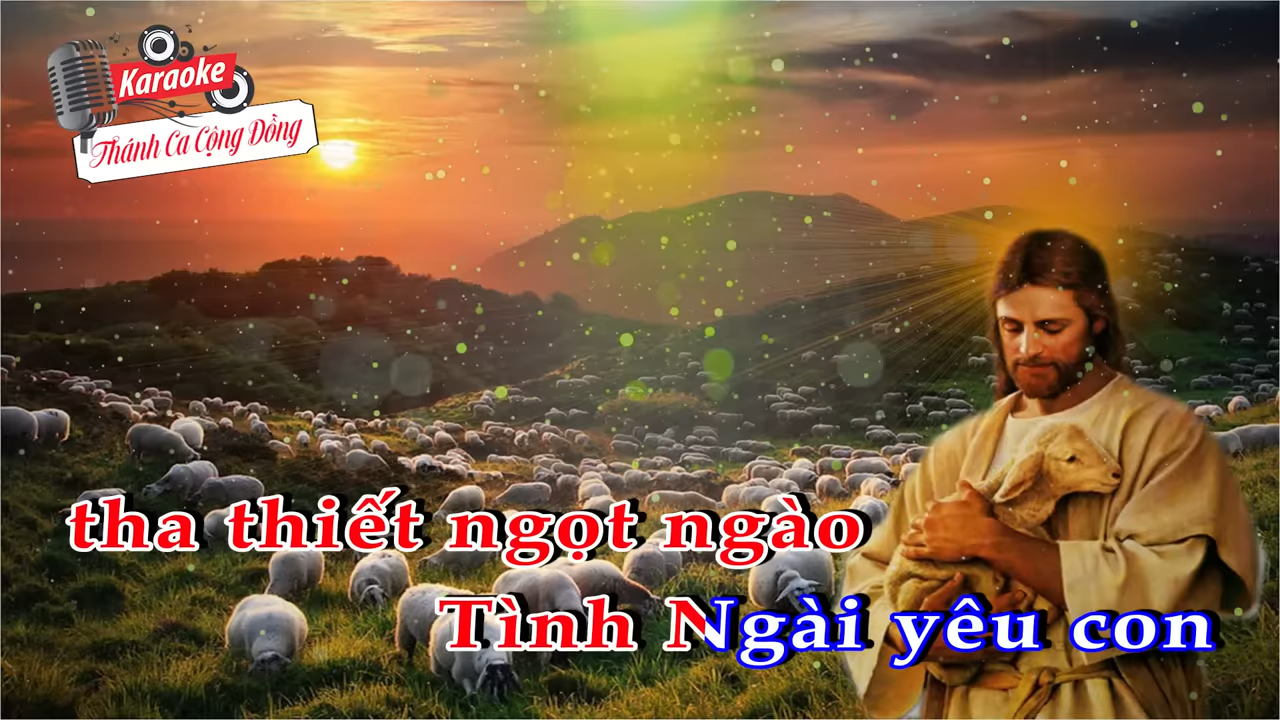 Karaoke
Thánh Ca Cộng Đồng
tha thiết ngọt ngào
Tình Ngài yêu con